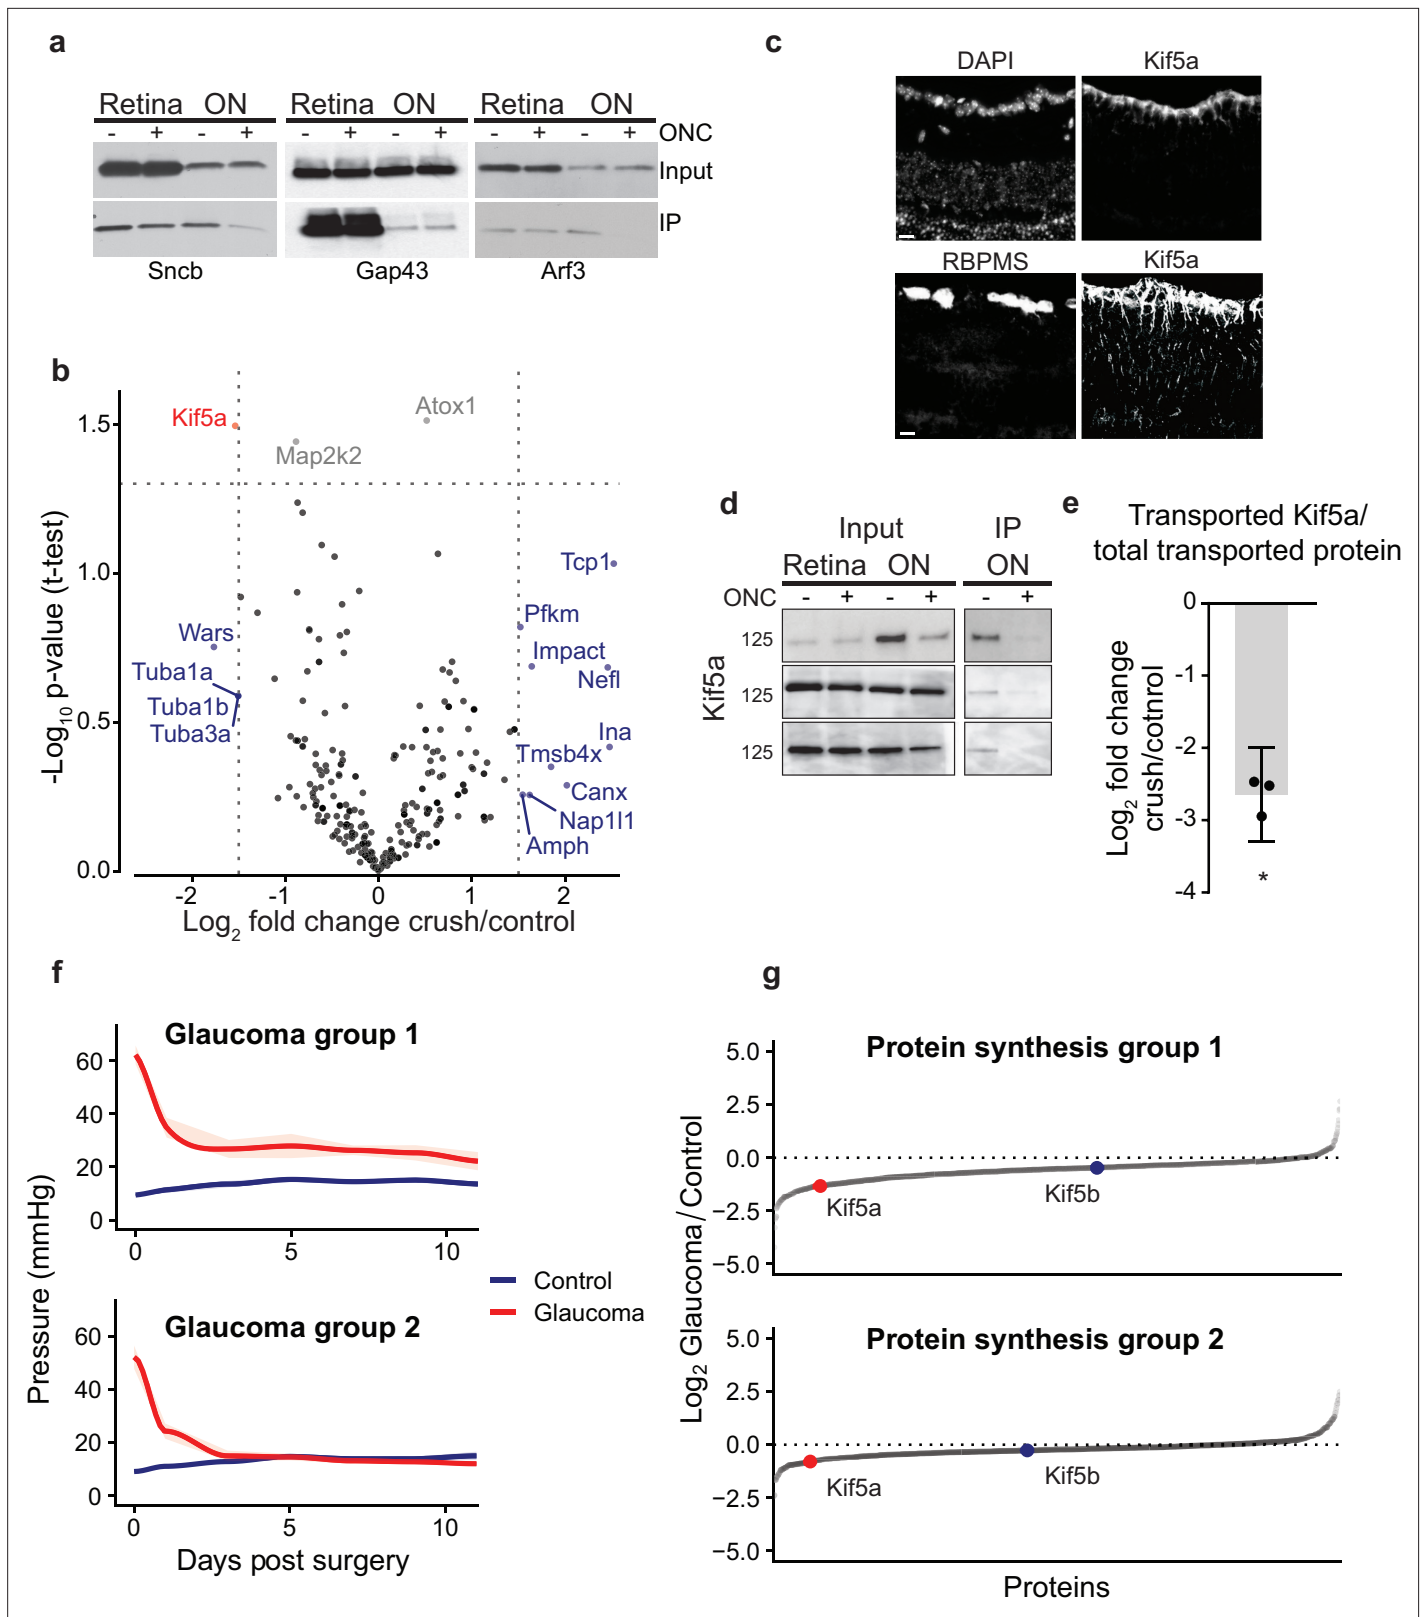 a
Retina ON Retina ON Retina ON
- + - + - + - + - + - + ONC
Input
IP
Sncb Gap43 Arf3
b
-Log10 p-value (t-test)
1.5
1.0
0.5
0.0
Kif5a
Atox1
Map2k2
Tcp1
Pfkm
Wars
Impact
Tuba1a
Nefl
Tuba1b
Tuba3a
Ina
Tmsb4x
Canx
Nap1l1
Amph
-2 -1 0 1 2
Log2 fold change crush/control
c
DAPI Kif5a
RBPMS Kif5a
d
Input IP
Retina ON ON
ONC - + - + - +
Kif5a
125
125
125
e
Transported Kif5a/
total transported protein
Log2 fold change
crush/cotnrol
0
-1
-2
-3
-4
*
f
Pressure (mmHg)
Glaucoma group 1
60
40
20
0
0 5 10
Control
Glaucoma
Glaucoma group 2
60
40
20
0
0 5 10
Days post surgery
g
Log2 Glaucoma/Control
Protein synthesis group 1
5.0
2.5
0.0
−2.5
−5.0
Kif5a
Kif5b
Protein synthesis group 2
5.0
2.5
0.0
−2.5
−5.0
Kif5a
Kif5b
Proteins